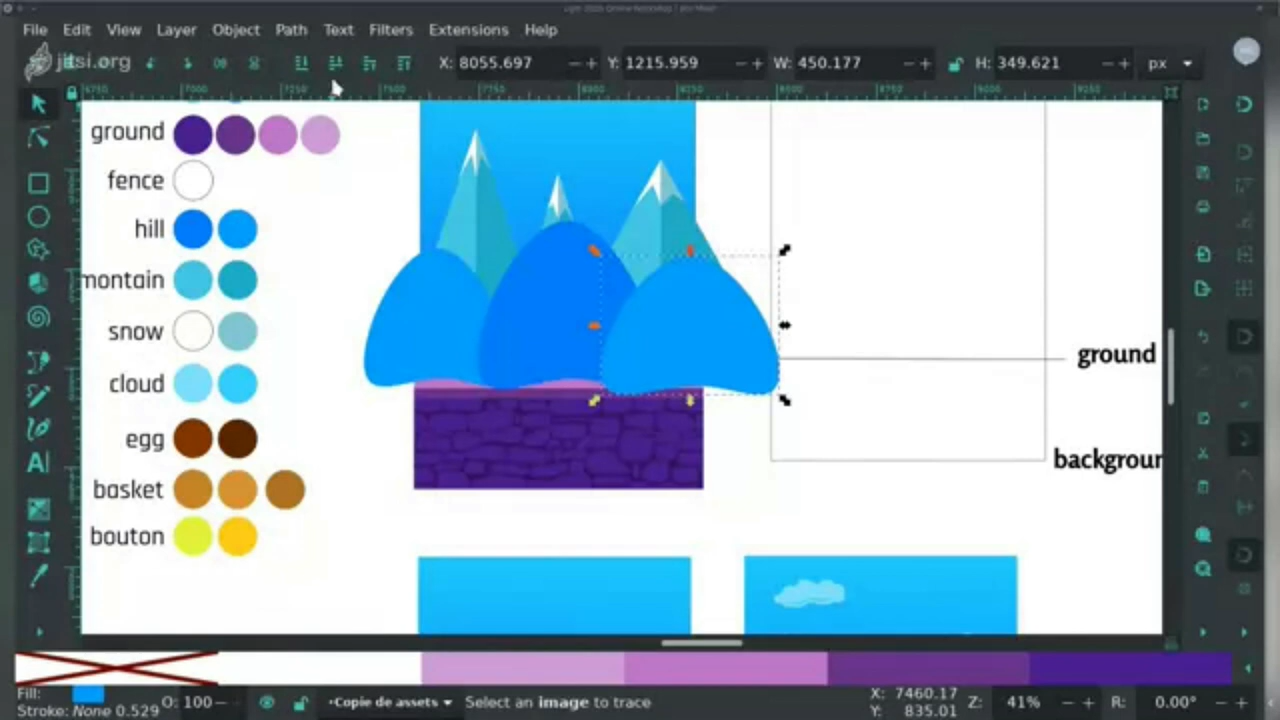 File Edit View Layer Object Path Text Filters Extensions Help
jitsi.org
X: 8055.697 Y: 1215.959 W: 450.177 H: 349.621 px
ground
fence
hill
montain
snow
cloud
egg
basket
bouton
ground
backgrour
Fill:
Stroke: None 0.529
O: 100
•Copie de assets
Select an image to trace
X: 7460.17
Y: 835.01
Z: 41%
R: 0.00°